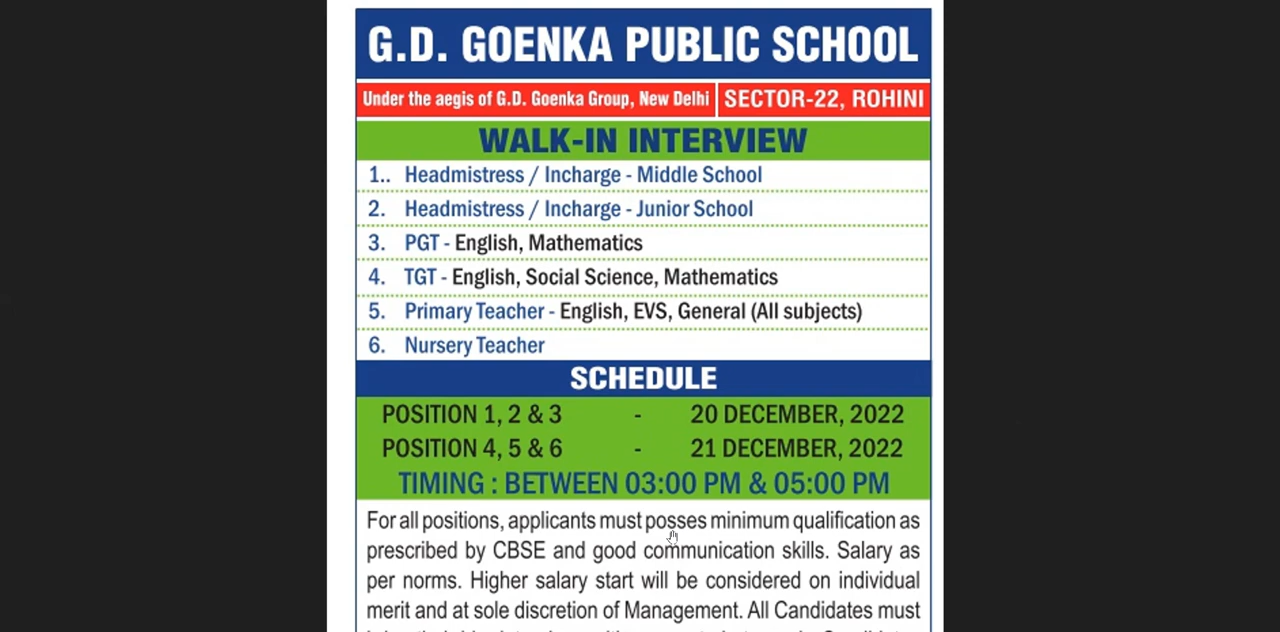 G.D. GOENKA PUBLIC SCHOOL
Under the aegis of G.D. Goenka Group, New Delhi SECTOR-22, ROHINI
WALK-IN INTERVIEW
1.. Headmistress / Incharge - Middle School
2. Headmistress / Incharge - Junior School
3. PGT - English, Mathematics
4. TGT - English, Social Science, Mathematics
5. Primary Teacher - English, EVS, General (All subjects)
6. Nursery Teacher
SCHEDULE
POSITION 1, 2 & 3 - 20 DECEMBER, 2022
POSITION 4, 5 & 6 - 21 DECEMBER, 2022
TIMING : BETWEEN 03:00 PM & 05:00 PM
For all positions, applicants must posses minimum qualification as
prescribed by CBSE and good communication skills. Salary as
per norms. Higher salary start will be considered on individual
merit and at sole discretion of Management. All Candidates must